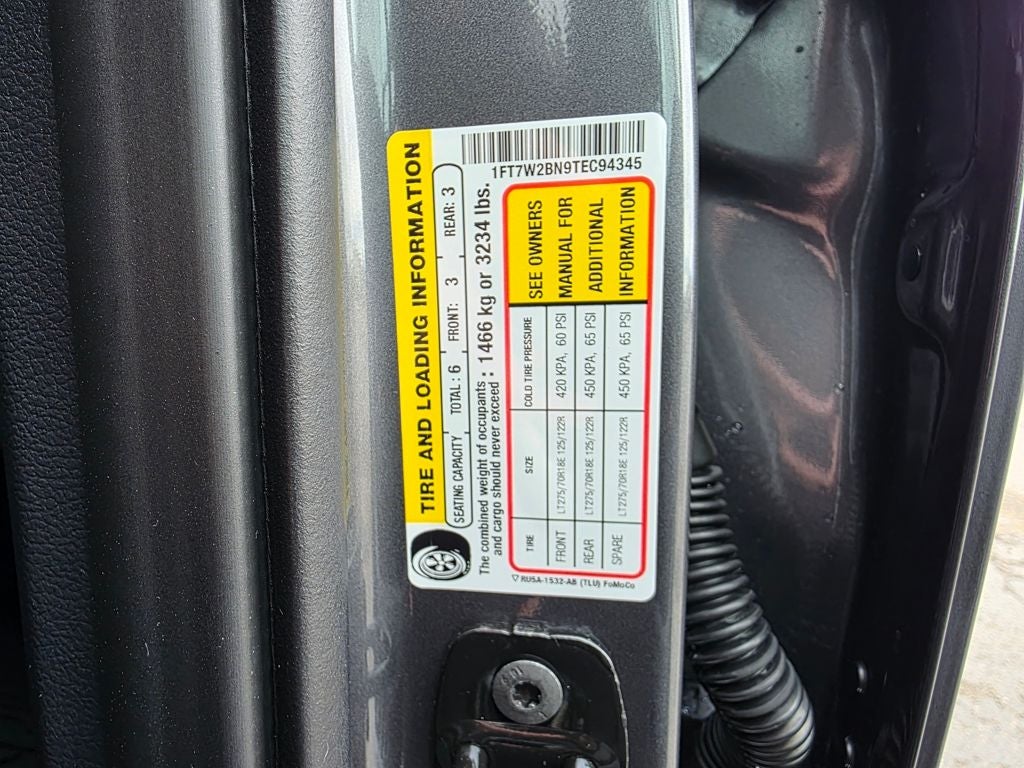 1FT7W2BN9TEC94345
TIRE AND LOADING INFORMATION
SEATING CAPACITY TOTAL : 6 FRONT: 3 REAR: 3
The combined weight of occupants
and cargo should never exceed : 1466 kg or 3234 lbs.
TIRE SIZE COLD TIRE PRESSURE
FRONT LT275/70R18E 125/122R 420 KPA, 60 PSI
REAR LT275/70R18E 125/122R 450 KPA, 65 PSI
SPARE LT275/70R18E 125/122R 450 KPA, 65 PSI
SEE OWNERS
MANUAL FOR
ADDITIONAL
INFORMATION
RU5A-1532-AB (TLU) FoMoCo